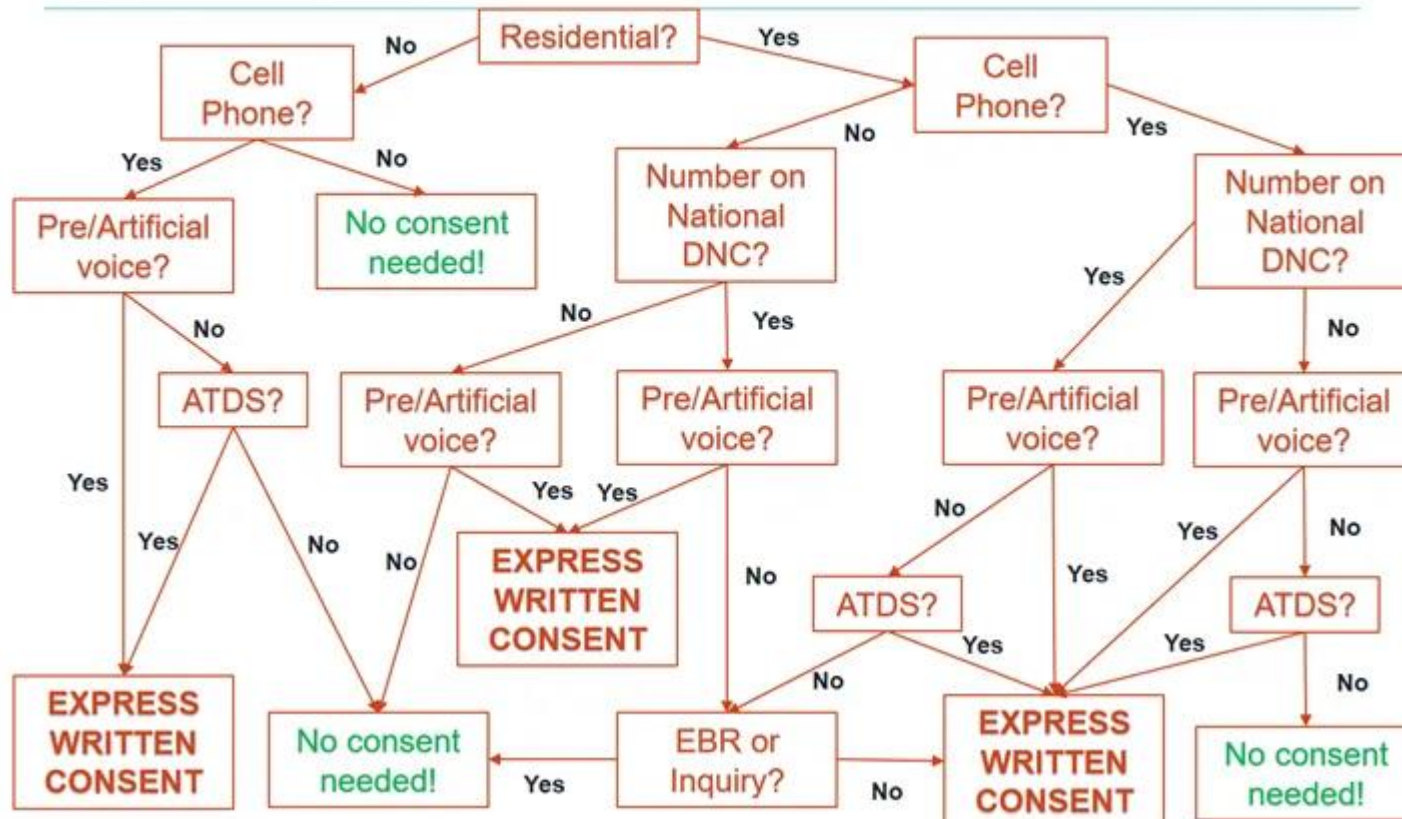 Residential?
No
Yes
Cell
Phone?
Cell
Phone?
Yes
No
No
Yes
Pre/Artificial
voice?
No consent
needed!
Number on
National
DNC?
Number on
National
DNC?
No
No
Yes
Yes
No
ATDS?
Pre/Artificial
voice?
Pre/Artificial
voice?
Pre/Artificial
voice?
Pre/Artificial
voice?
Yes
Yes
No
No
Yes
Yes
No
No
Yes
Yes
No
EXPRESS
WRITTEN
CONSENT
ATDS?
ATDS?
Yes
No
Yes
No
EXPRESS
WRITTEN
CONSENT
No consent
needed!
Yes
EBR or
Inquiry?
No
EXPRESS
WRITTEN
CONSENT
No consent
needed!